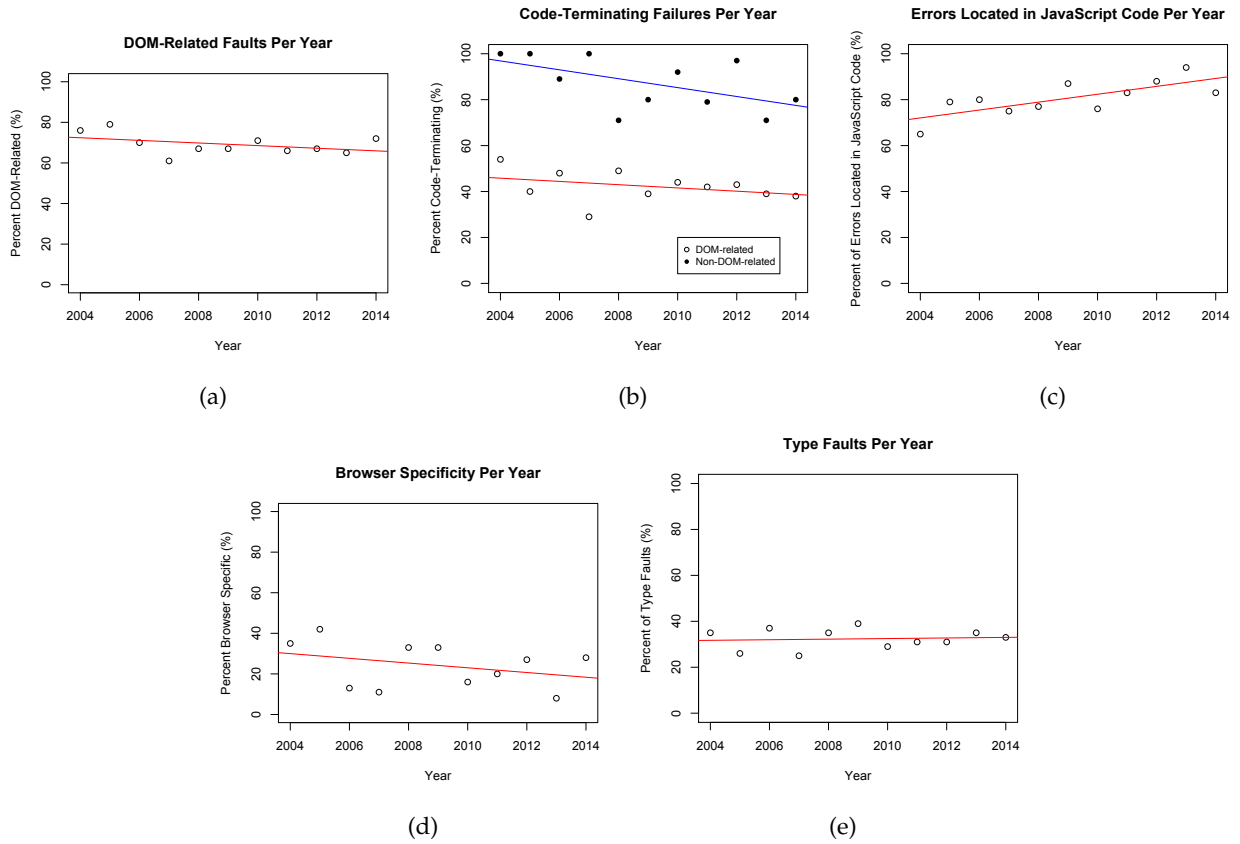 DOM-Related Faults Per Year
Percent DOM-Related (%)
0 20 40 60 80 100
2004 2006 2008 2010 2012 2014
Year
(a)
Code-Terminating Failures Per Year
Percent Code-Terminating (%)
0 20 40 60 80 100
DOM-related
Non-DOM-related
2004 2006 2008 2010 2012 2014
Year
(b)
Errors Located in JavaScript Code Per Year
Percent of Errors Located in JavaScript Code (%)
0 20 40 60 80 100
2004 2006 2008 2010 2012 2014
Year
(c)
Browser Specificity Per Year
Percent Browser Specific (%)
0 20 40 60 80 100
2004 2006 2008 2010 2012 2014
Year
(d)
Type Faults Per Year
Percent of Type Faults (%)
0 20 40 60 80 100
2004 2006 2008 2010 2012 2014
Year
(e)